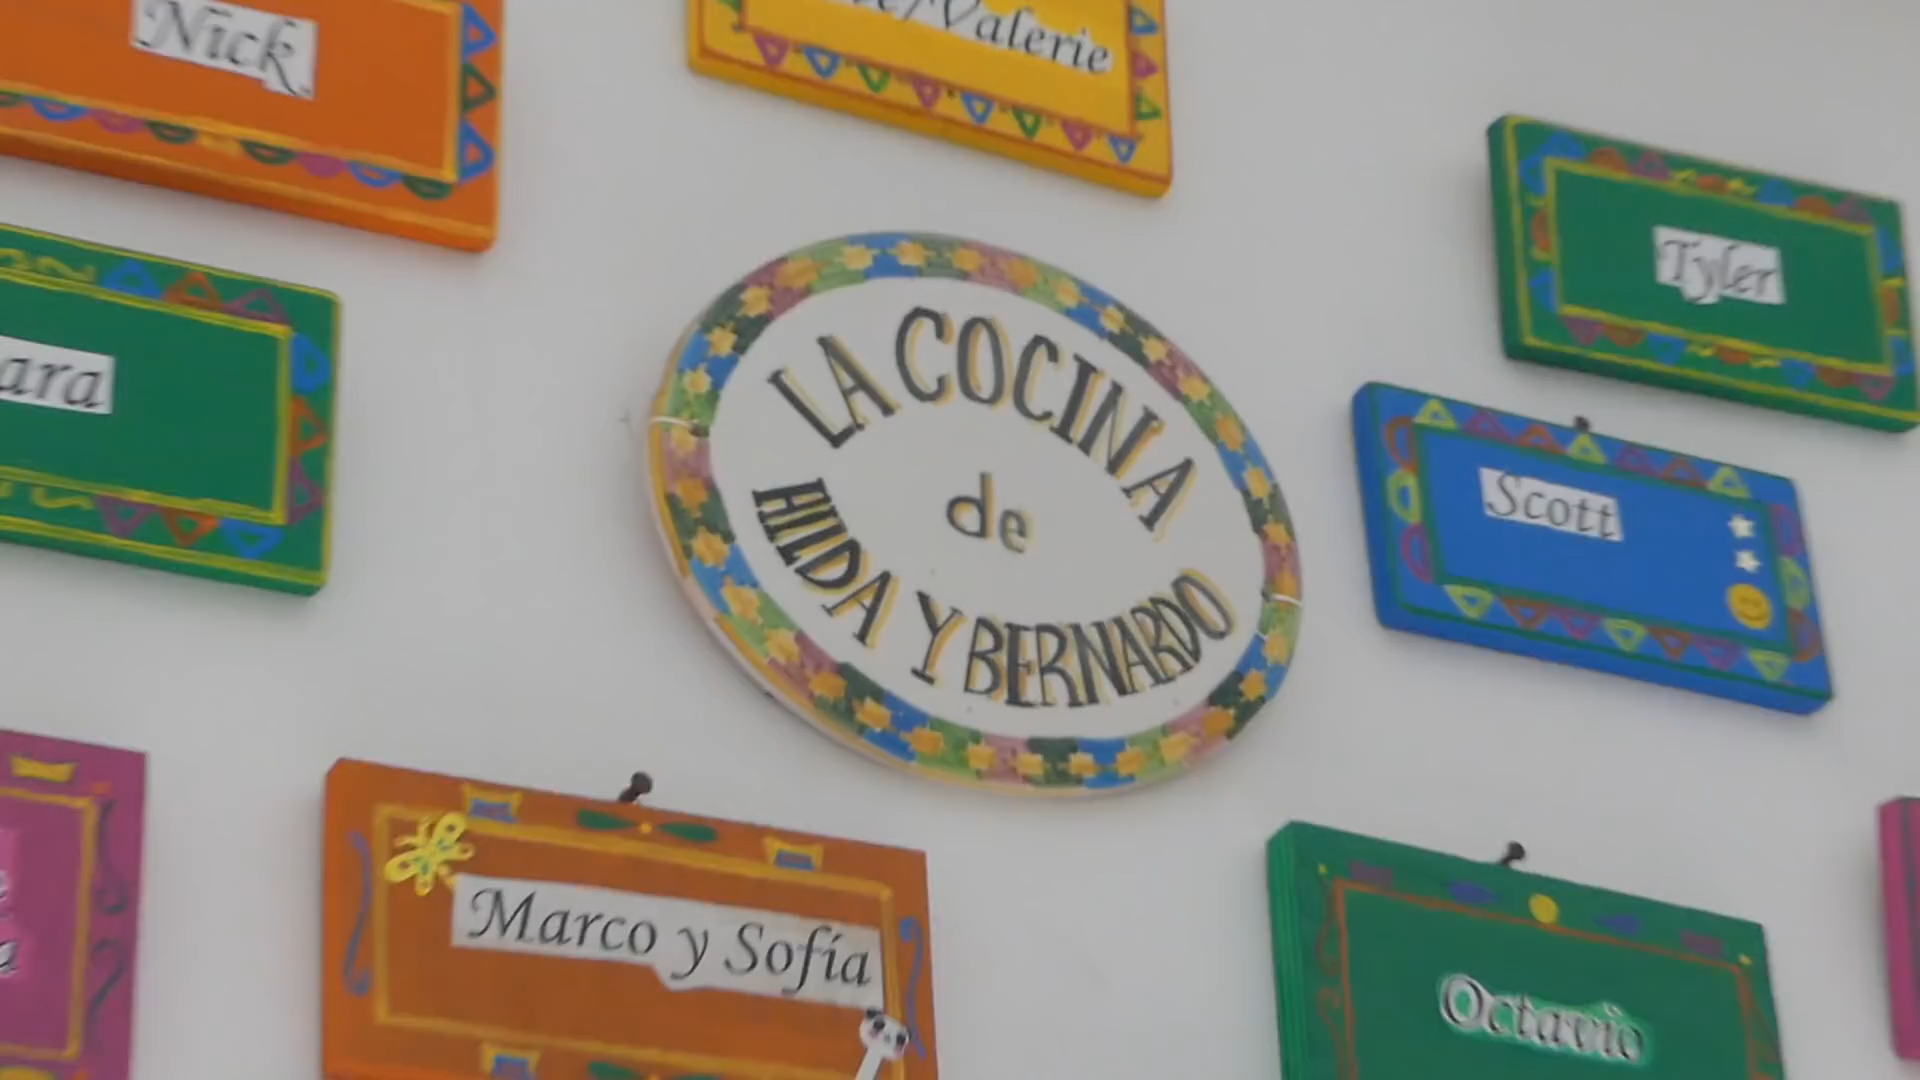 Nick
Valerie
Tyler
ara
Scott
LA COCINA
de
HILDA Y BERNARDO
Marco y Sofía
Octavio